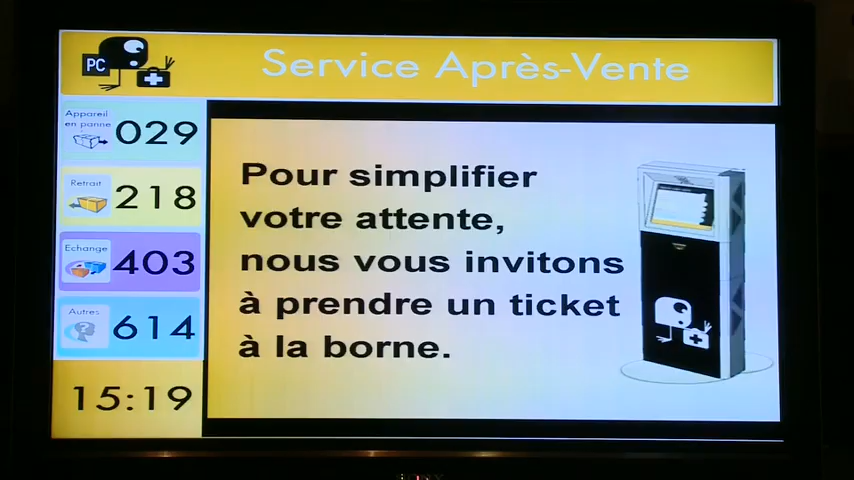 PC
Service Après-Vente
Appareil
en panne
029
Retrait
218
Echange
403
Autres
614
15:19
Pour simplifier
votre attente,
nous vous invitons
à prendre un ticket
à la borne.
SONY